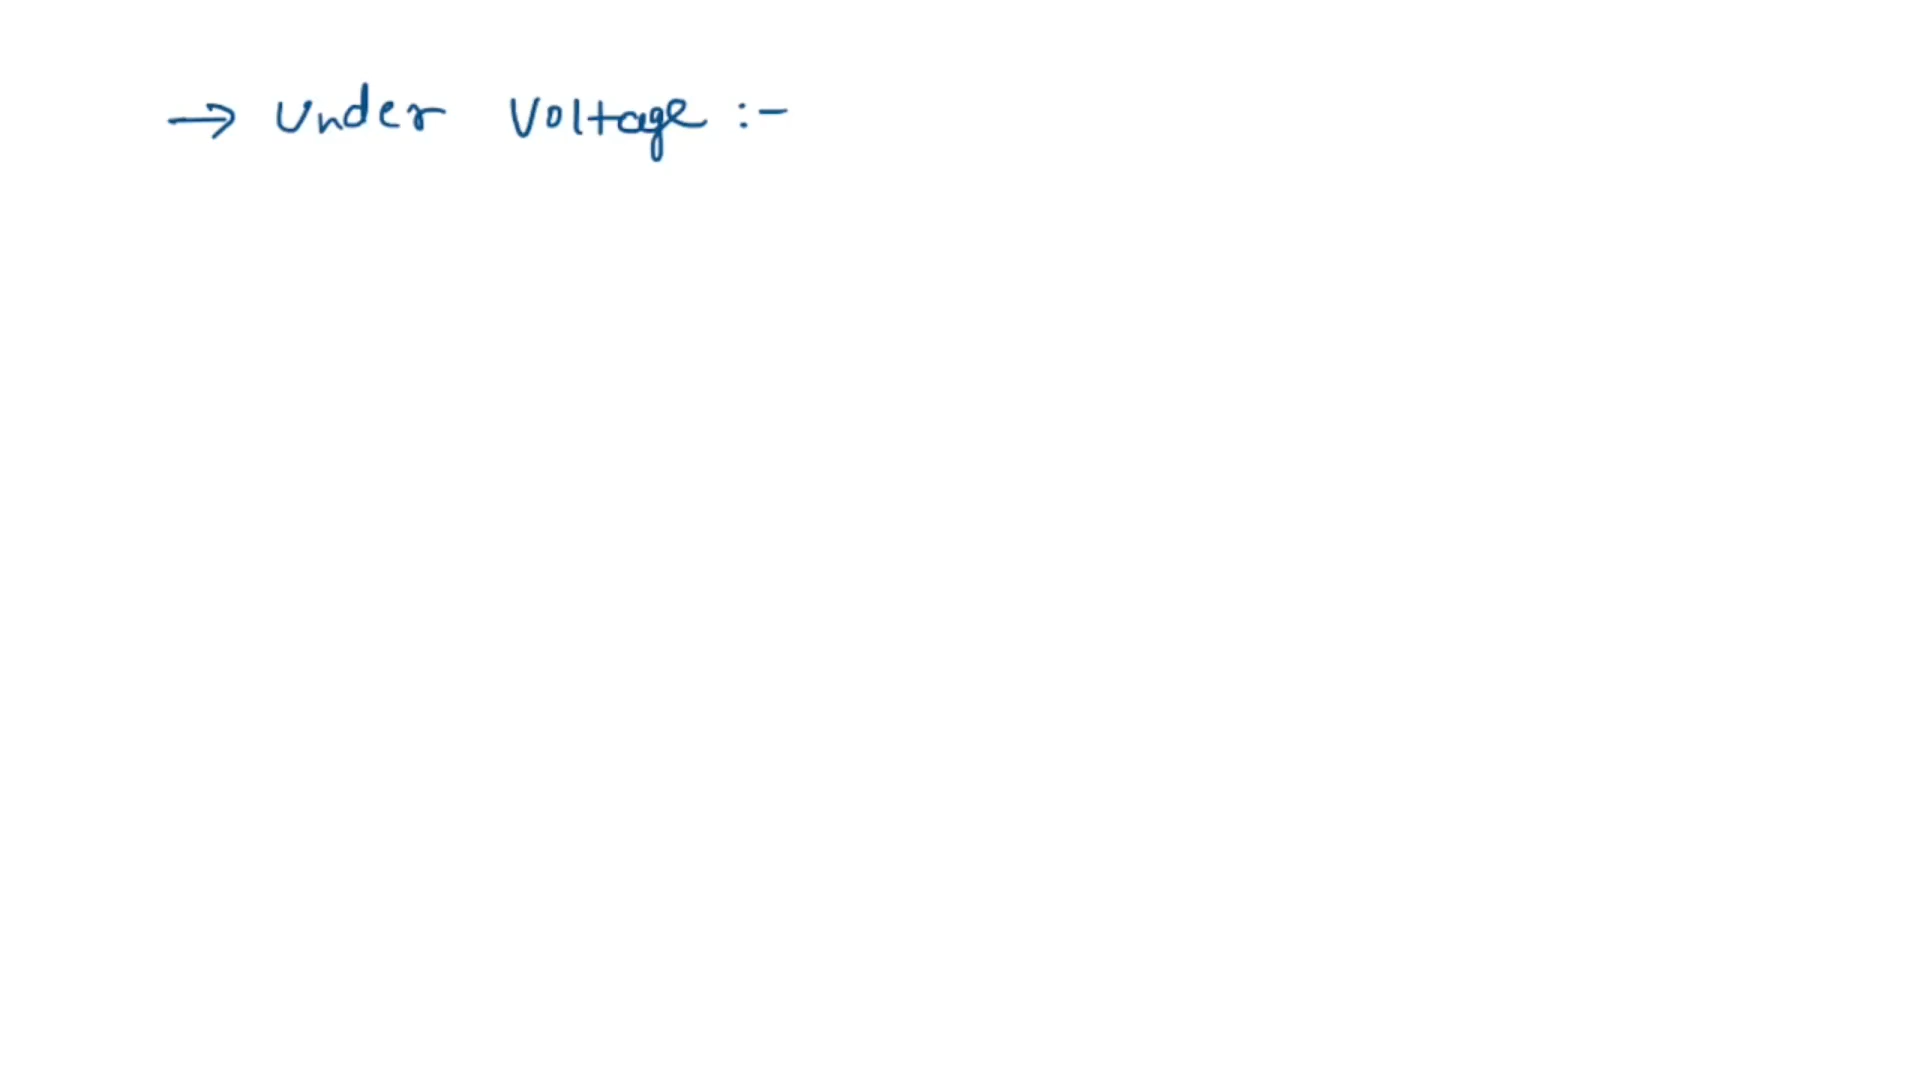 → Under Voltage :-